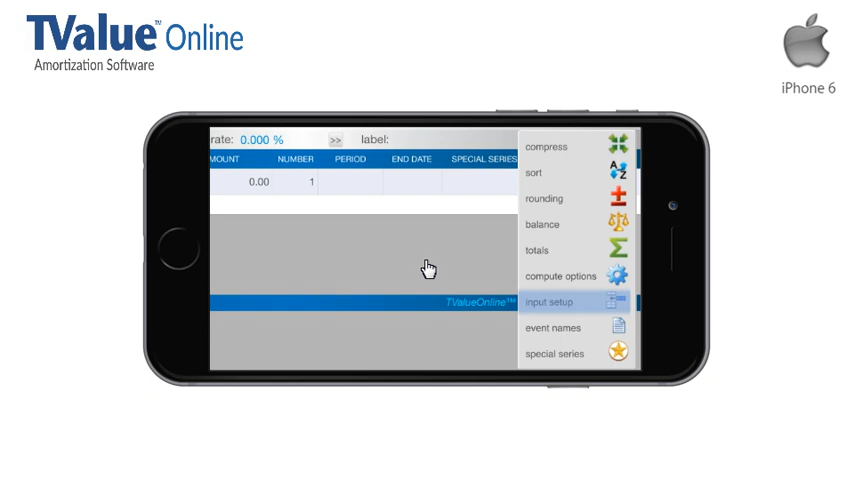 TValue™ Online
Amortization Software
iPhone 6
rate: 0.000 % >> label:
MOUNT NUMBER PERIOD END DATE SPECIAL SERIES
0.00 1
TValueOnline™
compress
sort
A
Z
rounding
balance
totals
compute options
input setup
event names
special series